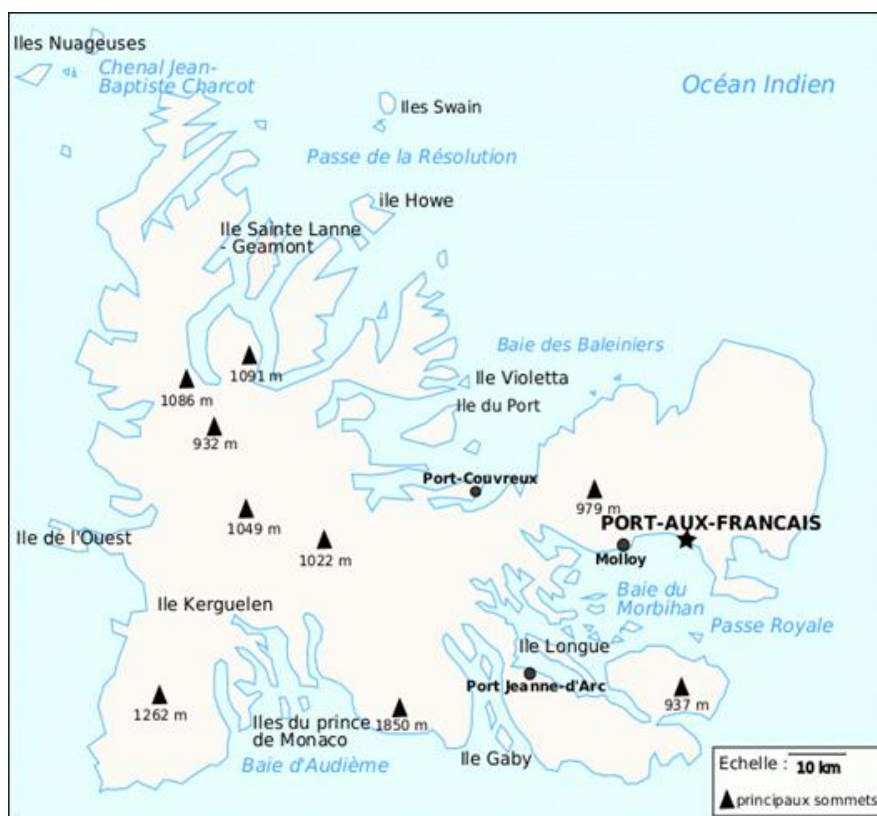 Iles Nuageuses
Chenal Jean-
Baptiste Charcot
Océan Indien
Iles Swain
Passe de la Résolution
ile Howe
Ile Sainte Lanne
- Geamont
Baie des Baleiniers
1091 m
Ile Violetta
1086 m
Ile du Port
932 m
Port-Couvreux
979 m
1049 m
PORT-AUX-FRANCAIS
Ile de l'Ouest
1022 m
Molloy
Baie du
Morbihan
Ile Kerguelen
Passe Royale
Ile Longue
Port Jeanne-d'Arc
1262 m
937 m
Iles du prince
de Monaco
1850 m
Ile Gaby
Baie d'Audième
Echelle : 10 km
principaux sommets